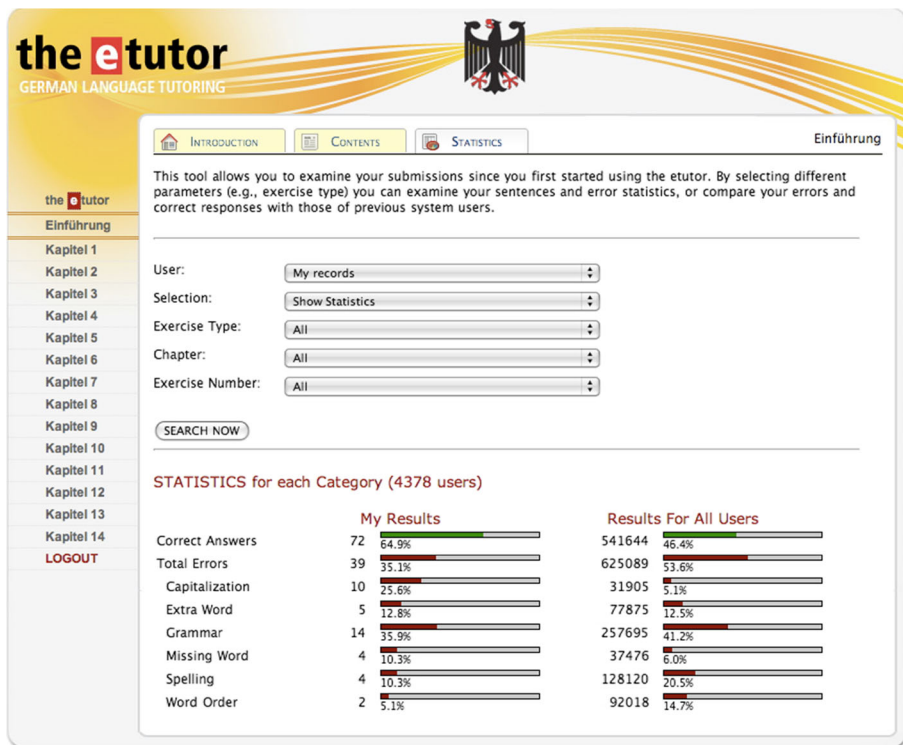 the e tutor
GERMAN LANGUAGE TUTORING
INTRODUCTION
CONTENTS
STATISTICS
Einführung
This tool allows you to examine your submissions since you first started using the etutor. By selecting different
parameters (e.g., exercise type) you can examine your sentences and error statistics, or compare your errors and
correct responses with those of previous system users.
the e tutor
Einführung
Kapitel 1
Kapitel 2
Kapitel 3
Kapitel 4
Kapitel 5
Kapitel 6
Kapitel 7
Kapitel 8
Kapitel 9
Kapitel 10
Kapitel 11
Kapitel 12
Kapitel 13
Kapitel 14
LOGOUT
User: My records
Selection: Show Statistics
Exercise Type: All
Chapter: All
Exercise Number: All
SEARCH NOW
STATISTICS for each Category (4378 users)
My Results Results For All Users
Correct Answers 72 64.9% 541644 46.4%
Total Errors 39 35.1% 625089 53.6%
Capitalization 10 25.6% 31905 5.1%
Extra Word 5 12.8% 77875 12.5%
Grammar 14 35.9% 257695 41.2%
Missing Word 4 10.3% 37476 6.0%
Spelling 4 10.3% 128120 20.5%
Word Order 2 5.1% 92018 14.7%